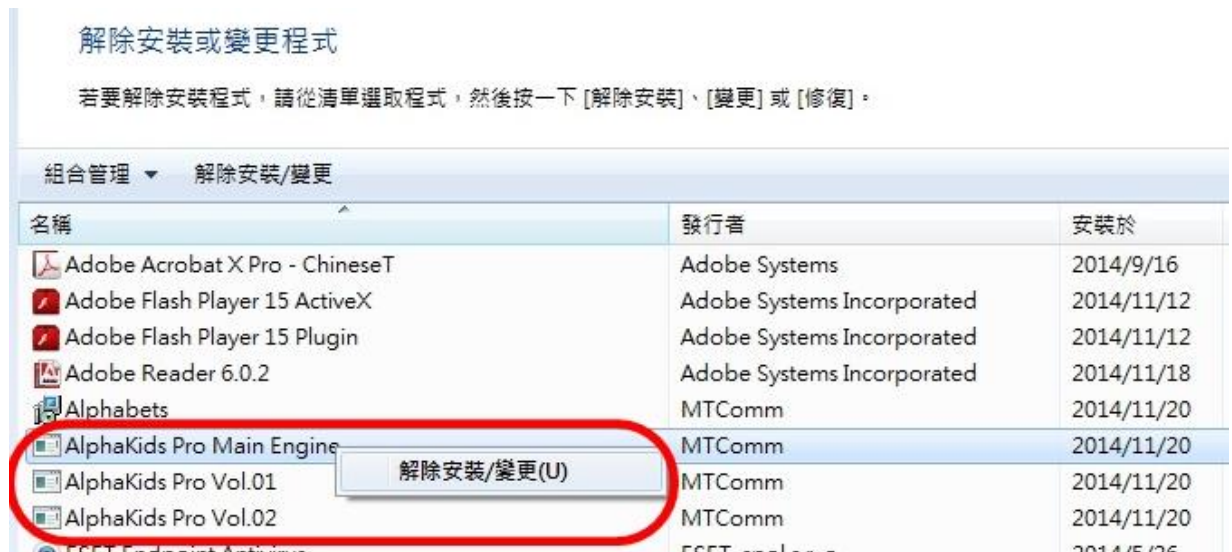 解除安裝或變更程式
若要解除安裝程式，請從清單選取程式，然後按一下 [解除安裝]、[變更] 或 [修復]。
組合管理 解除安裝/變更
名稱 發行者 安裝於
Adobe Acrobat X Pro - ChineseT Adobe Systems 2014/9/16
Adobe Flash Player 15 ActiveX Adobe Systems Incorporated 2014/11/12
Adobe Flash Player 15 Plugin Adobe Systems Incorporated 2014/11/12
Adobe Reader 6.0.2 Adobe Systems Incorporated 2014/11/18
Alphabets MTComm 2014/11/20
AlphaKids Pro Main Engine MTComm 2014/11/20
解除安裝/變更(U)
AlphaKids Pro Vol.01 MTComm 2014/11/20
AlphaKids Pro Vol.02 MTComm 2014/11/20
ESET Endpoint Antivirus